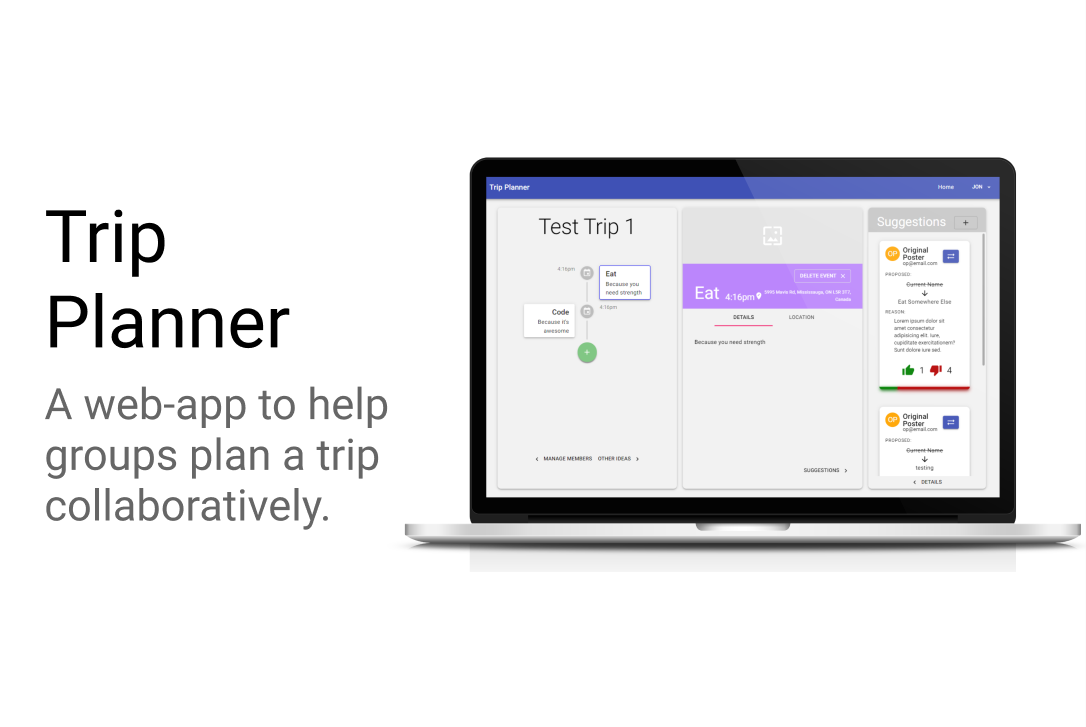 Trip
Planner
A web-app to help
groups plan a trip
collaboratively.
Trip Planner
Home
JON
Test Trip 1
4:16pm
Eat
Because you
need strength
4:16pm
Code
Because it's
awesome
+
MANAGE MEMBERS
OTHER IDEAS
DELETE EVENT
Eat
4:16pm
Mississauga, ON L5R 5T7,
Canada
DETAILS
LOCATION
Because you need strength
SUGGESTIONS
Suggestions
+
OP
Original
Poster
op@email.com
PROPOSED:
Current Name
Eat Somewhere Else
REASON:
Lorem ipsum dolor sit
amet consectetur
adipisicing elit. Iure,
cupiditate exercitationem?
Sunt dolore iure sed.
1
4
OP
Original
Poster
op@email.com
PROPOSED:
Current Name
testing
DETAILS